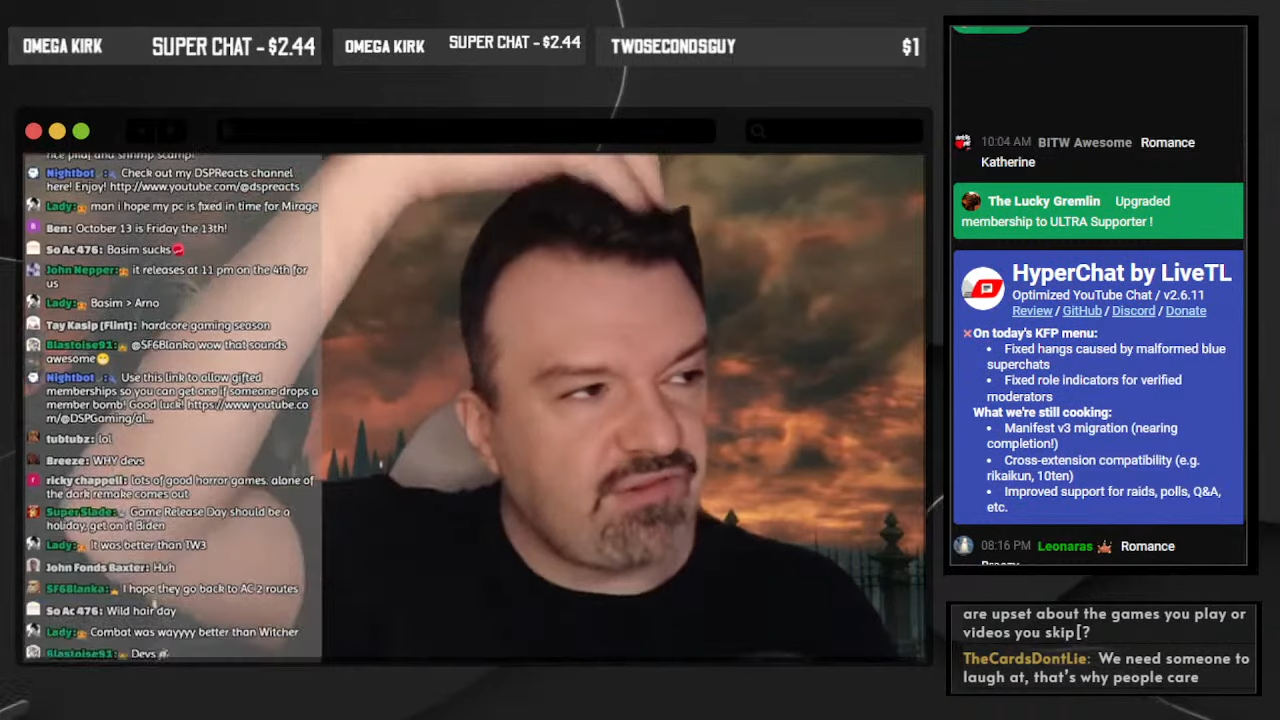 OMEGA KIRK
SUPER CHAT - $2.44
OMEGA KIRK
SUPER CHAT - $2.44
TWOSECONDSGUY
$1
rice pilaf and shrimp scampi!
Nightbot : Check out my DSPReacts channel
here! Enjoy! http://www.youtube.com/@dspreacts
Lady: man i hope my pc is fixed in time for Mirage
Ben: October 13 is Friday the 13th!
So Ac 476: Basim sucks
John Nepper: it releases at 11 pm on the 4th for
us
Lady: Basim > Arno
Tay Kasip [Flint]: hardcore gaming season
Blastoise91: @SF6Blanka wow that sounds
awesome
Nightbot : Use this link to allow gifted
memberships so you can get one if someone drops a
member bomb! Good luck! https://www.youtube.co
m/@DSPGaming/al...
tubtubz: lol
Breeze: WHY devs
ricky chappell: lots of good horror games. alone of
the dark remake comes out
SuperSlade: Game Release Day should be a
holiday, get on it Biden
Lady: It was better than TW3
John Fonds Baxter: Huh
SF6Blanka: I hope they go back to AC 2 routes
So Ac 476: Wild hair day
Lady: Combat was wayyy better than Witcher
Blastoise91: Devs
10:04 AM BITW Awesome Romance
Katherine
The Lucky Gremlin Upgraded
membership to ULTRA Supporter !
HyperChat by LiveTL
Optimized YouTube Chat / v2.6.11
Review / GitHub / Discord / Donate
On today's KFP menu:
• Fixed hangs caused by malformed blue
superchats
• Fixed role indicators for verified
moderators
What we're still cooking:
• Manifest v3 migration (nearing
completion!)
• Cross-extension compatibility (e.g.
rikaikun, 10ten)
• Improved support for raids, polls, Q&A,
etc.
08:16 PM Leonaras Romance
are upset about the games you play or
videos you skip[?
TheCardsDontLie: We need someone to
laugh at, that's why people care